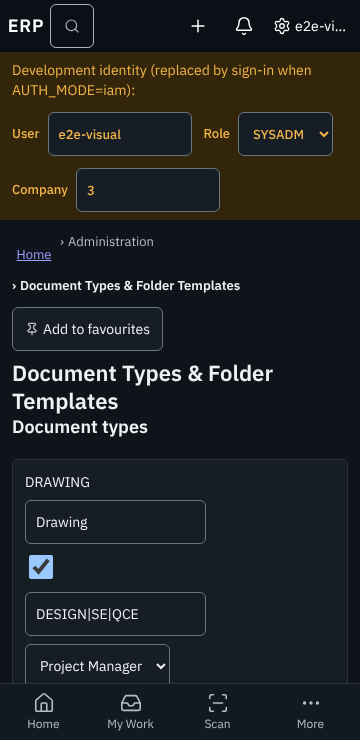 ERP
e2e-vi...
Development identity (replaced by sign-in when
AUTH_MODE=iam):
User
e2e-visual
Role
SYSADM
Company
3
Home
› Administration
› Document Types & Folder Templates
Add to favourites
Document Types & Folder
Templates
Document types
DRAWING
Drawing
DESIGN|SE|QCE
Project Manager
Home
My Work
Scan
More